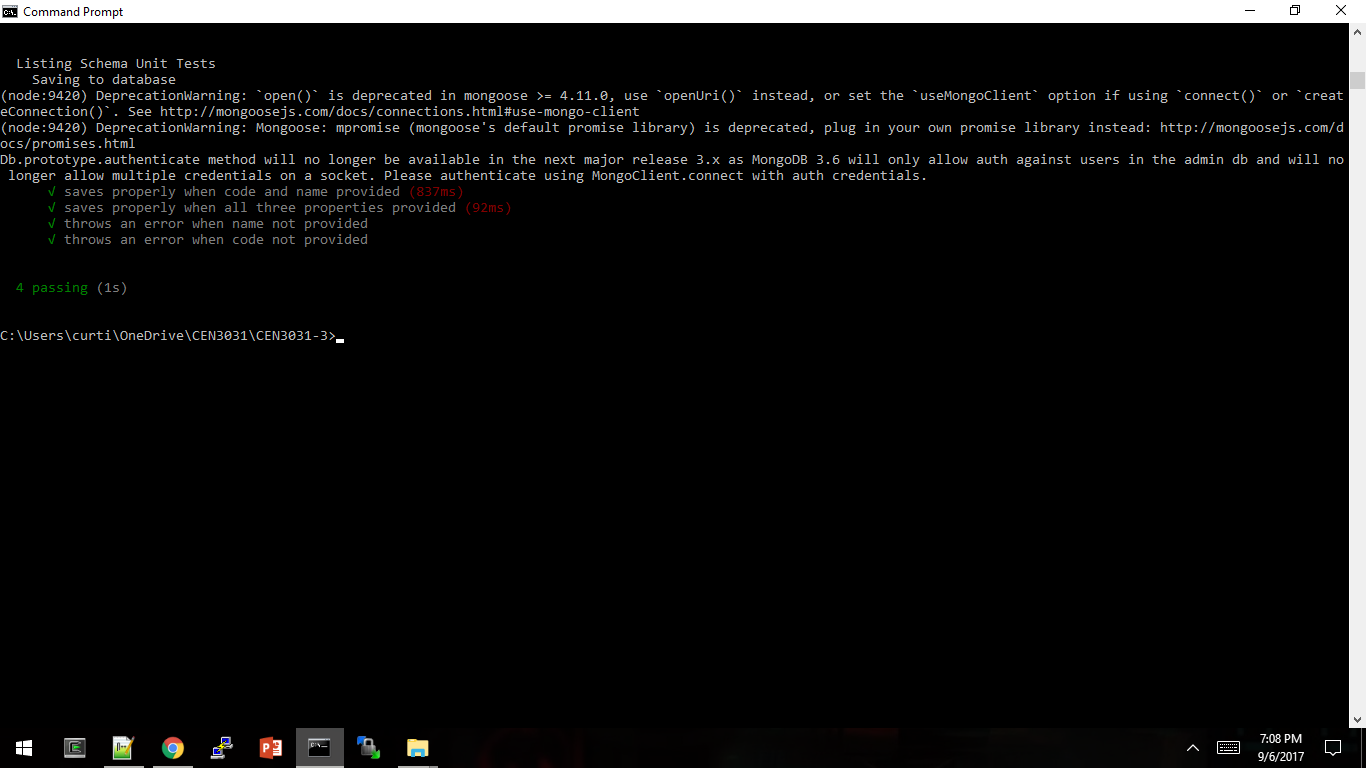 Command Prompt
Listing Schema Unit Tests
Saving to database
(node:9420) DeprecationWarning: `open()` is deprecated in mongoose >= 4.11.0, use `openUri()` instead, or set the `useMongoClient` option if using `connect()` or `creat
eConnection()`. See http://mongoosejs.com/docs/connections.html#use-mongo-client
(node:9420) DeprecationWarning: Mongoose: mpromise (mongoose's default promise library) is deprecated, plug in your own promise library instead: http://mongoosejs.com/d
ocs/promises.html
Db.prototype.authenticate method will no longer be available in the next major release 3.x as MongoDB 3.6 will only allow auth against users in the admin db and will no
longer allow multiple credentials on a socket. Please authenticate using MongoClient.connect with auth credentials.
√ saves properly when code and name provided (837ms)
√ saves properly when all three properties provided (92ms)
√ throws an error when name not provided
√ throws an error when code not provided
4 passing (1s)
C:\Users\curti\OneDrive\CEN3031\CEN3031-3>
7:08 PM
9/6/2017